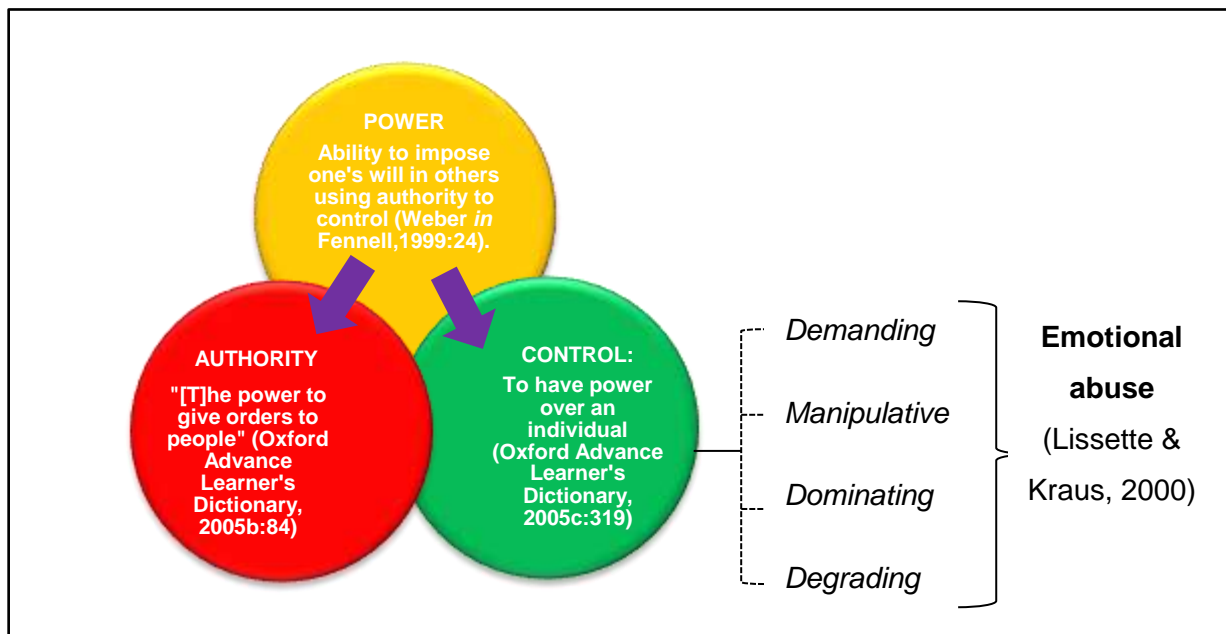 POWER
Ability to impose
one's will in others
using authority to
control (Weber in
Fennell,1999:24).
AUTHORITY
"[T]he power to
give orders to
people" (Oxford
Advance
Learner's
Dictionary,
2005b:84)
CONTROL:
To have power
over an
individual
(Oxford Advance
Learner's
Dictionary,
2005c:319)
Demanding
Manipulative
Dominating
Degrading
Emotional
abuse
(Lissette &
Kraus, 2000)